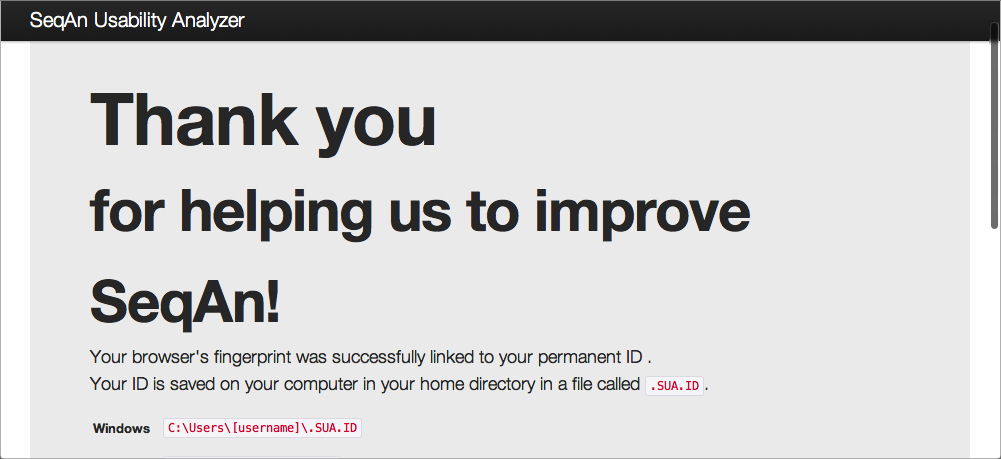 SeqAn Usability Analyzer
Thank you
for helping us to improve
SeqAn!
Your browser's fingerprint was successfully linked to your permanent ID .
Your ID is saved on your computer in your home directory in a file called .SUA.ID.
Windows C:\Users\[username]\.SUA.ID